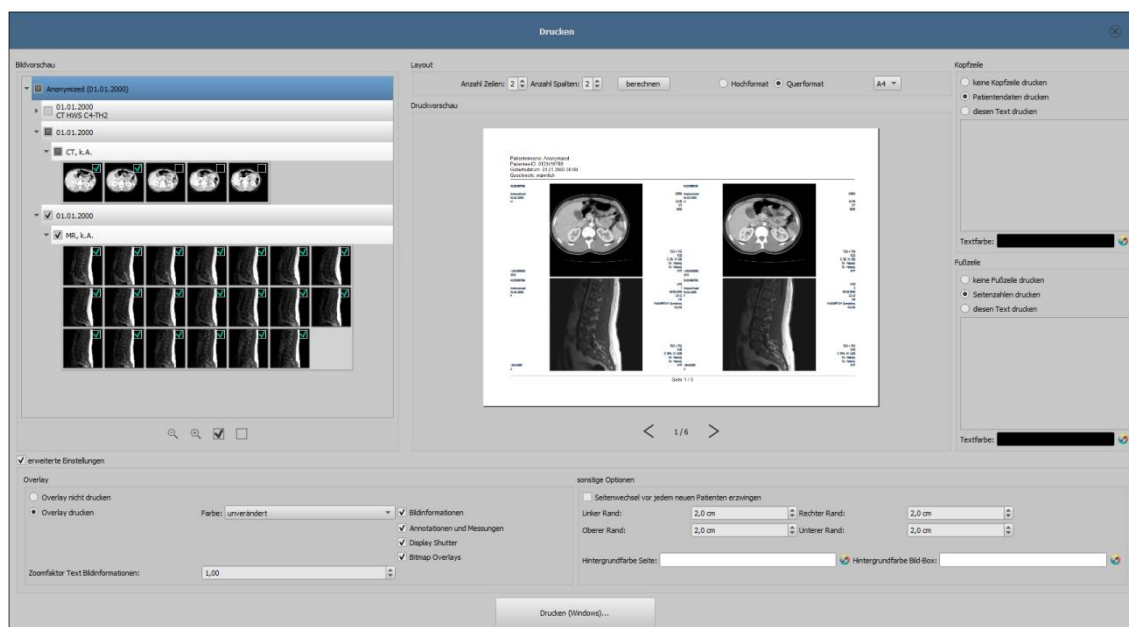 Drucken
Bildvorschau
Anonymized (01.01.2000)
01.01.2000
CT HWS C4-TH2
01.01.2000
CT, k.A.
01.01.2000
MR, k.A.
Layout
Anzahl Zeilen: 2 Anzahl Spalten: 2 berechnen Hochformat Querformat A4
Druckvorschau
Patientenname: Anonymized
Geschlecht: männlich
Seite 1 / 6
1/6
Kopfzeile
keine Kopfzeile drucken
Patientendaten drucken
diesen Text drucken
Textfarbe:
Fußzeile
keine Fußzeile drucken
Seitenzahlen drucken
diesen Text drucken
Textfarbe:
erweiterte Einstellungen
Overlay
Overlay nicht drucken
Overlay drucken Farbe: unverändert Bildinformationen
Annotationen und Messungen
Display Shutter
Bitmap Overlays
Zoomfaktor Text Bildinformationen: 1,00
sonstige Optionen
Seitenwechsel vor jedem neuen Patienten erzwingen
Linker Rand: 2,0 cm Rechter Rand: 2,0 cm
Oberer Rand: 2,0 cm Unterer Rand: 2,0 cm
Hintergrundfarbe Seite: Hintergrundfarbe Bild-Box:
Drucken (Windows)...